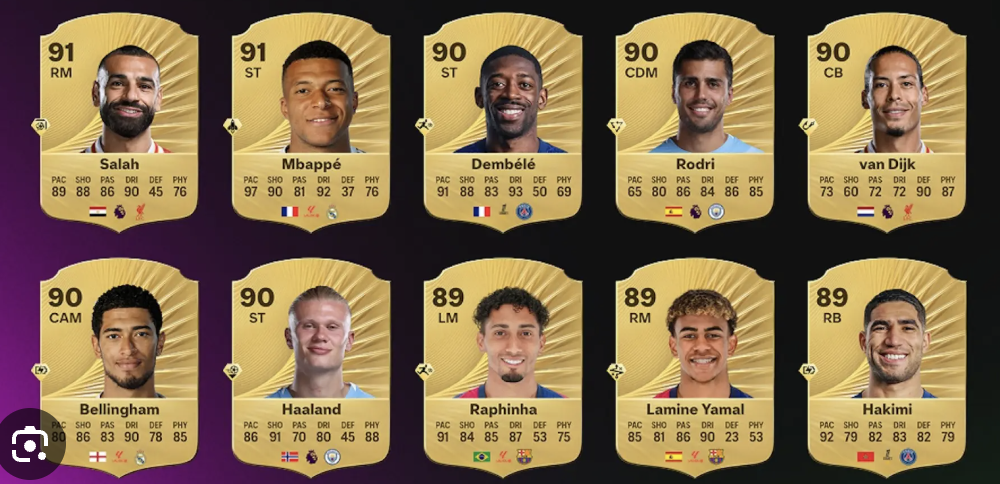 91
RM
Salah
PAC SHO PAS DRI DEF PHY
89 88 86 90 45 76
91
ST
Mbappé
PAC SHO PAS DRI DEF PHY
97 90 81 92 37 76
90
ST
Dembélé
PAC SHO PAS DRI DEF PHY
91 88 83 93 50 69
90
CDM
Rodri
PAC SHO PAS DRI DEF PHY
65 80 86 84 86 85
90
CB
van Dijk
PAC SHO PAS DRI DEF PHY
73 60 72 72 90 87
90
CAM
Bellingham
PAC SHO PAS DRI DEF PHY
80 86 83 90 78 85
90
ST
Haaland
PAC SHO PAS DRI DEF PHY
86 91 70 80 45 88
89
LM
Raphinha
PAC SHO PAS DRI DEF PHY
91 84 85 87 53 75
89
RM
Lamine Yamal
PAC SHO PAS DRI DEF PHY
85 81 86 90 23 53
89
RB
Hakimi
PAC SHO PAS DRI DEF PHY
92 79 82 83 82 79